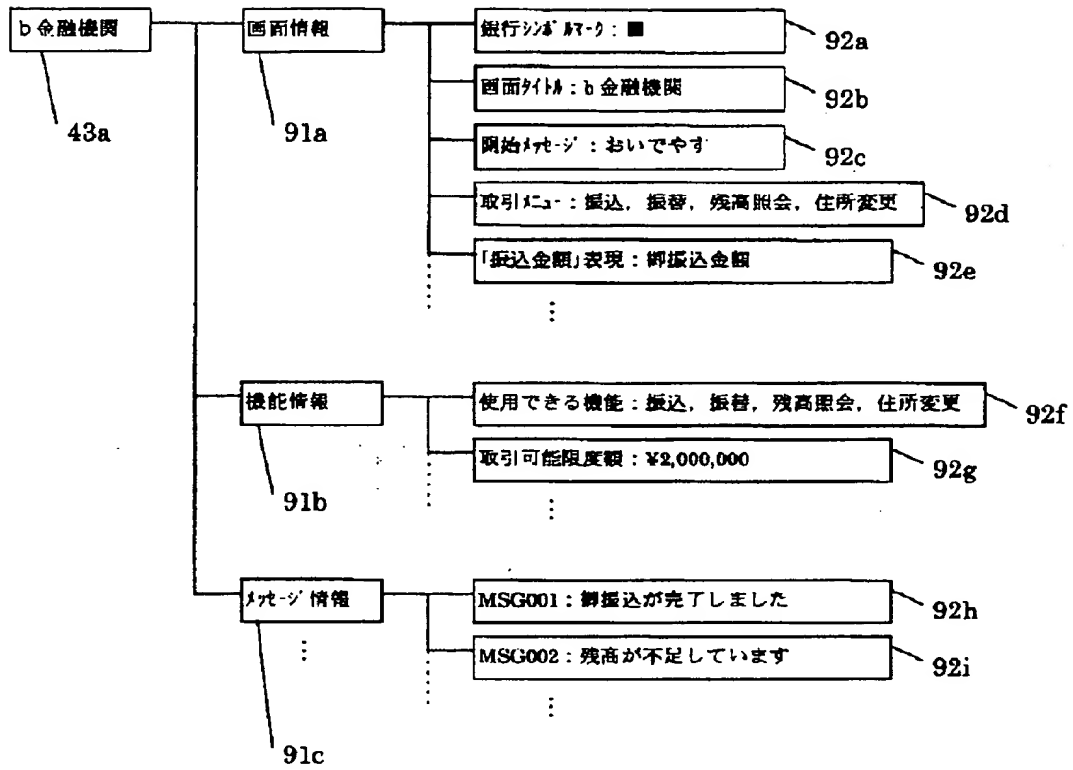 b金融機関
画面情報
銀行ｼﾝﾎﾞﾙﾏｰｸ：■
92a
画面ﾀｲﾄﾙ：b金融機関
92b
43a
91a
開始ﾒｯｾｰｼﾞ：おいでやす
92c
取引ﾒﾆｭｰ：振込，振替，残高照会，住所変更
92d
「振込金額」表現：御振込金額
92e
機能情報
使用できる機能：振込，振替，残高照会，住所変更
92f
取引可能限度額：¥2,000,000
92g
91b
ﾒｯｾｰｼﾞ情報
MSG001：御振込が完了しました
92h
MSG002：残高が不足しています
92i
91c